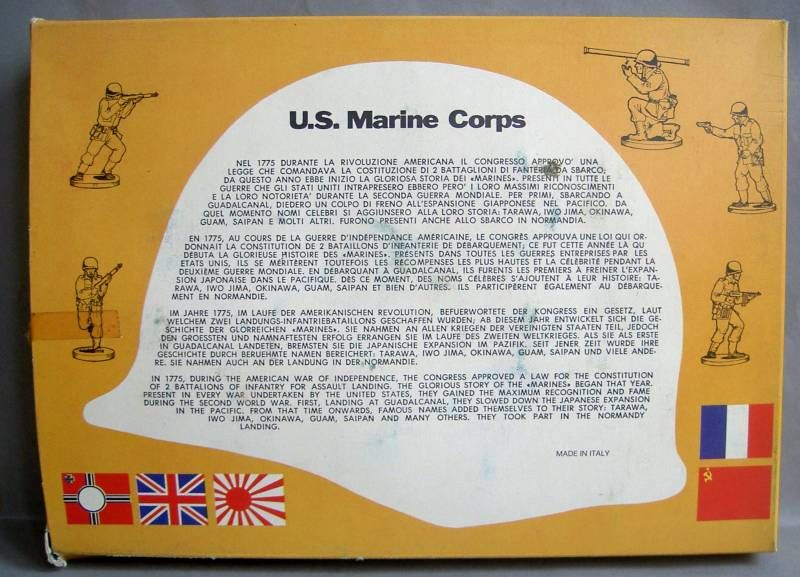 U.S. Marine Corps
NEL 1775 DURANTE LA RIVOLUZIONE AMERICANA IL CONGRESSO APPROVO' UNA
LEGGE CHE COMANDAVA LA COSTITUZIONE DI 2 BATTAGLIONI DI FANTERIA DA SBARCO;
DA QUESTO ANNO EBBE INIZIO LA GLORIOSA STORIA DEI «MARINES». PRESENTI IN TUTTE LE
GUERRE CHE GLI STATI UNITI INTRAPRESERO EBBERO PERO' I LORO MASSIMI RICONOSCIMENTI
E LA LORO NOTORIETA' DURANTE LA SECONDA GUERRA MONDIALE. PER PRIMI, SBARCANDO A
GUADALCANAL, DIEDERO UN COLPO DI FRENO ALL'ESPANSIONE GIAPPONESE NEL PACIFICO. DA
QUEL MOMENTO NOMI CELEBRI SI AGGIUNSERO ALLA LORO STORIA: TARAWA, IWO JIMA, OKINAWA,
GUAM, SAIPAN E MOLTI ALTRI. FURONO PRESENTI ANCHE ALLO SBARCO IN NORMANDIA.
EN 1775, AU COURS DE LA GUERRE D'INDÉPENDANCE AMERICAINE, LE CONGRÈS APPROUVA UNE LOI QUI OR-
DONNAIT LA CONSTITUTION DE 2 BATAILLONS D'INFANTERIE DE DÉBARQUEMENT; CE FUT CETTE ANNÉE LÀ QU
DÉBUTA LA GLORIEUSE HISTOIRE DES «MARINES». PRESENTS DANS TOUTES LES GUERRES ENTREPRISES PAR LES
ETATS UNIS, ILS SE MÉRITÈRENT TOUTEFOIS LES RÉCOMPENSES LES PLUS HAUTES ET LA CÉLÉBRITÉ PENDANT LA
DEUXIÈME GUERRE MONDIALE. EN DÉBARQUANT À GUADALCANAL, ILS FURENTS LES PREMIERS À FREINER L'EXPAN-
SION JAPONAISE DANS LE PACIFIQUE. DÈS CE MOMENT, DES NOMS CÉLÈBRES S'AJOUTENT À LEUR HISTOIRE: TA-
RAWA, IWO JIMA, OKINAWA, GUAM, SAIPAN ET BIEN D'AUTRES. ILS PARTICIPÈRENT ÉGALEMENT AU DÉBARQUE-
MENT EN NORMANDIE.
IM JAHRE 1775, IM LAUFE DER AMERIKANISCHEN REVOLUTION, BEFUERWORTETE DER KONGRESS EIN GESETZ, LAUT
WELCHEM ZWEI LANDUNGS-INFANTRIEBATAILLONS GESCHAFFEN WURDEN; AB DIESEM JAHR ENTWICKELT SICH DIE GE-
SCHICHTE DER GLORREICHEN «MARINES». SIE NAHMEN AN ALLEN KRIEGEN DER VEREINIGTEN STAATEN TEIL, JEDOCH
DEN GROESSTEN UND NAMNAFTESTEN ERFOLG ERRANGEN SIE IM LAUFE DES ZWEITEN WELTKRIEGES. ALS SIE ALS ERSTE
IN GUADALCANAL LANDETEN, BREMSTEN SIE DIE JAPANISCHE EXPANSION IM PAZIFIK. SEIT JENER ZEIT WURDE IHRE
GESCHICHTE DURCH BERUEHMTE NAMEN BEREICHERT: TARAWA, IWO JIMA, OKINAWA, GUAM, SAIPAN UND VIELE ANDE-
RE. SIE NAHMEN AUCH AN DER LANDUNG IN DER NORMANDIE.
IN 1775, DURING THE AMERICAN WAR OF INDEPENDENCE, THE CONGRESS APPROVED A LAW FOR THE CONSTITUTION
OF 2 BATTALIONS OF INFANTRY FOR ASSAULT LANDING. THE GLORIOUS STORY OF THE «MARINES» BEGAN THAT YEAR.
PRESENT IN EVERY WAR UNDERTAKEN BY THE UNITED STATES, THEY GAINED THE MAXIMUM RECOGNITION AND FAME
DURING THE SECOND WORLD WAR. FIRST, LANDING AT GUADALCANAL, THEY SLOWED DOWN THE JAPANESE EXPANSION
IN THE PACIFIC. FROM THAT TIME ONWARDS, FAMOUS NAMES ADDED THEMSELVES TO THEIR STORY: TARAWA,
IWO JIMA, OKINAWA, GUAM, SAIPAN AND MANY OTHERS. THEY TOOK PART IN THE NORMANDY
LANDING.
MADE IN ITALY